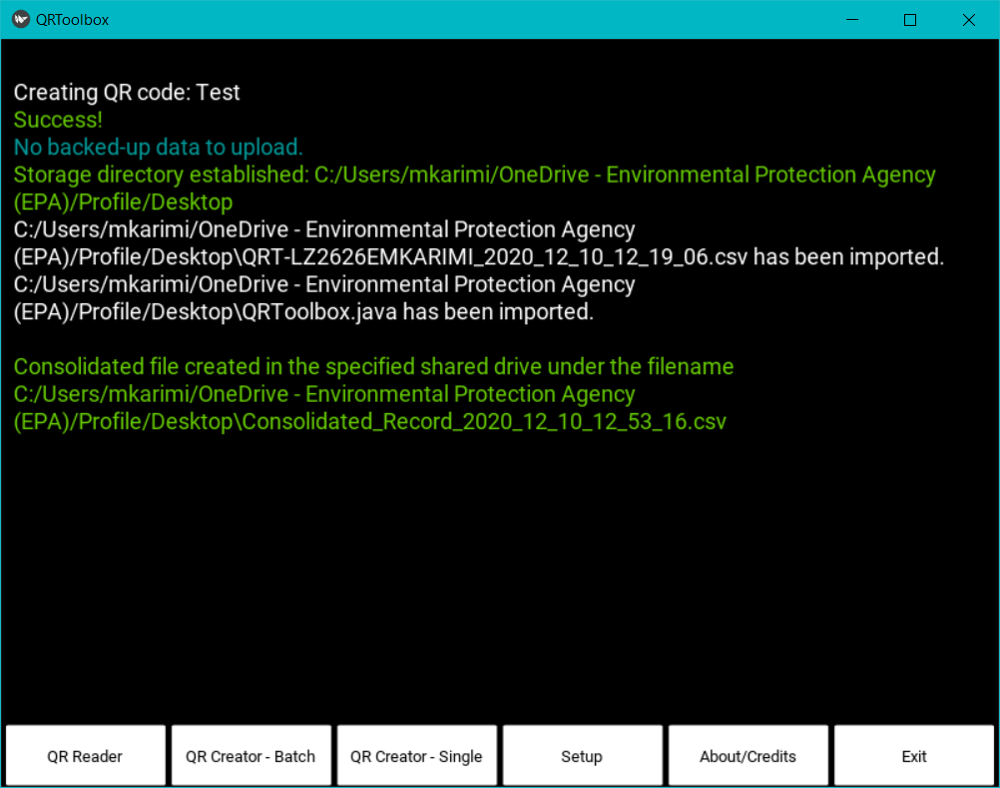 QRToolbox
Creating QR code: Test
Success!
No backed-up data to upload.
Storage directory established: C:/Users/mkarimi/OneDrive - Environmental Protection Agency
(EPA)/Profile/Desktop
C:/Users/mkarimi/OneDrive - Environmental Protection Agency
(EPA)/Profile/Desktop\QRT-LZ2626EMKARIMI_2020_12_10_12_19_06.csv has been imported.
C:/Users/mkarimi/OneDrive - Environmental Protection Agency
(EPA)/Profile/Desktop\QRToolbox.java has been imported.
Consolidated file created in the specified shared drive under the filename
C:/Users/mkarimi/OneDrive - Environmental Protection Agency
(EPA)/Profile/Desktop\Consolidated_Record_2020_12_10_12_53_16.csv
QR Reader
QR Creator - Batch
QR Creator - Single
Setup
About/Credits
Exit